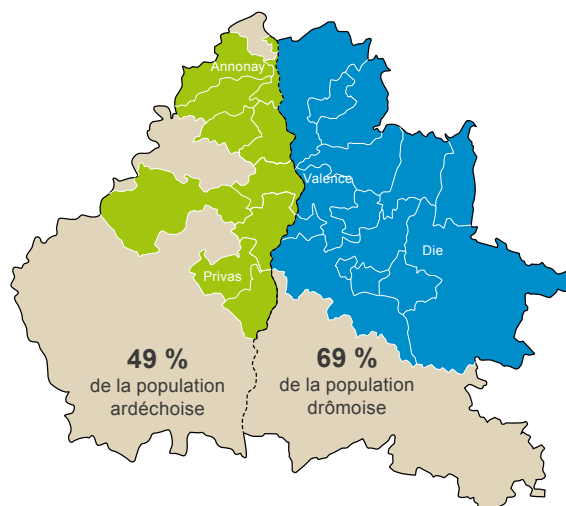 Annonay
Valence
Die
Privas
49 %
de la population
ardéchoise
69 %
de la population
drômoise